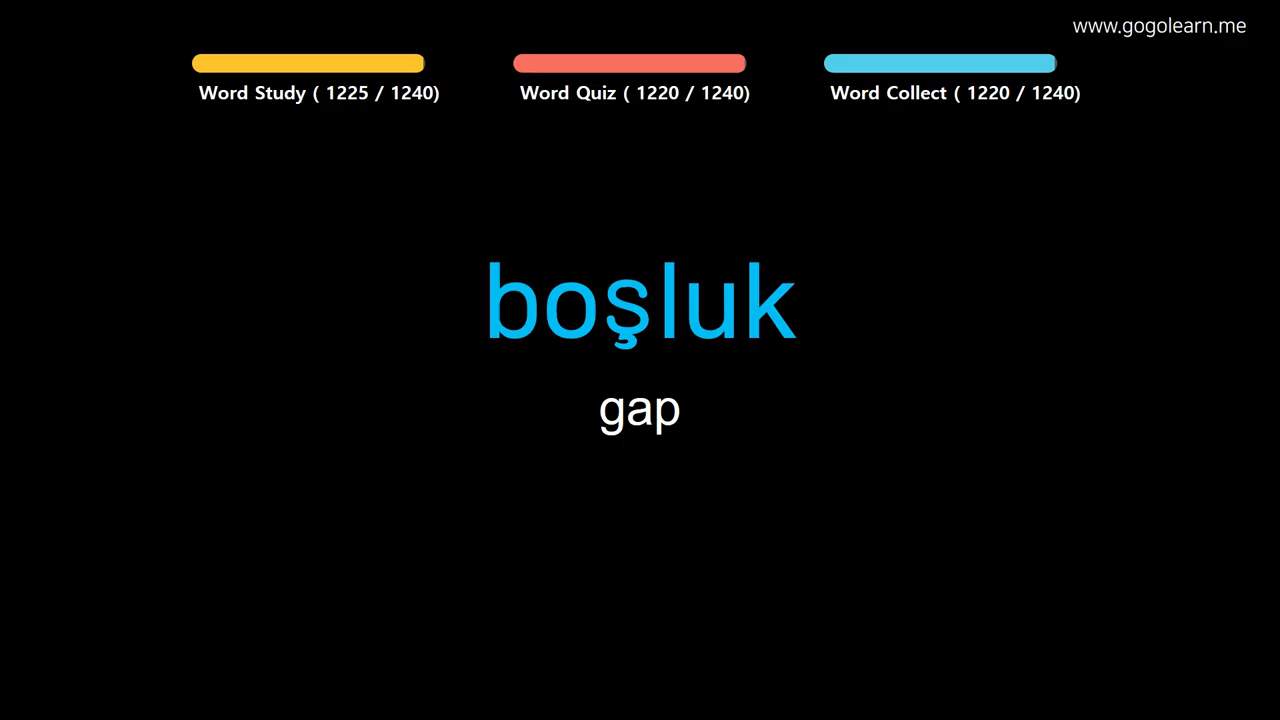 www.gogolearn.me
Word Study ( 1225 / 1240)
Word Quiz ( 1220 / 1240)
Word Collect ( 1220 / 1240)
boşluk
gap